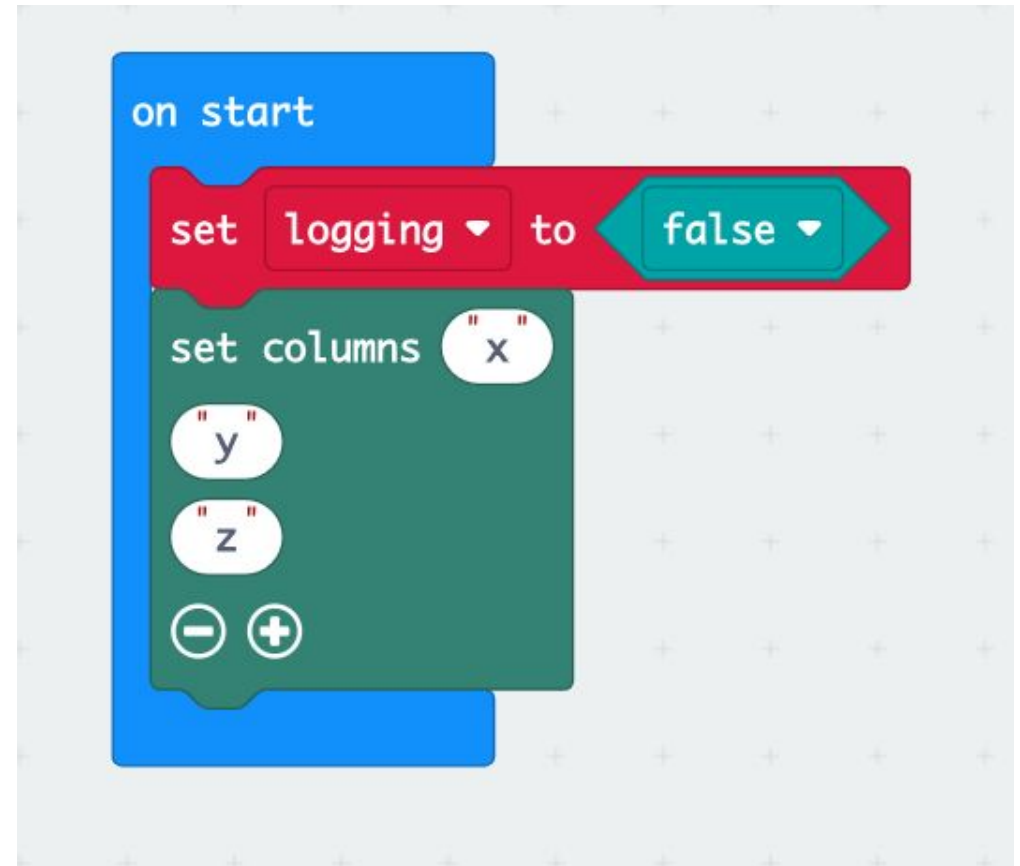 on start
set logging to false
set columns "x"
"y"
"z"